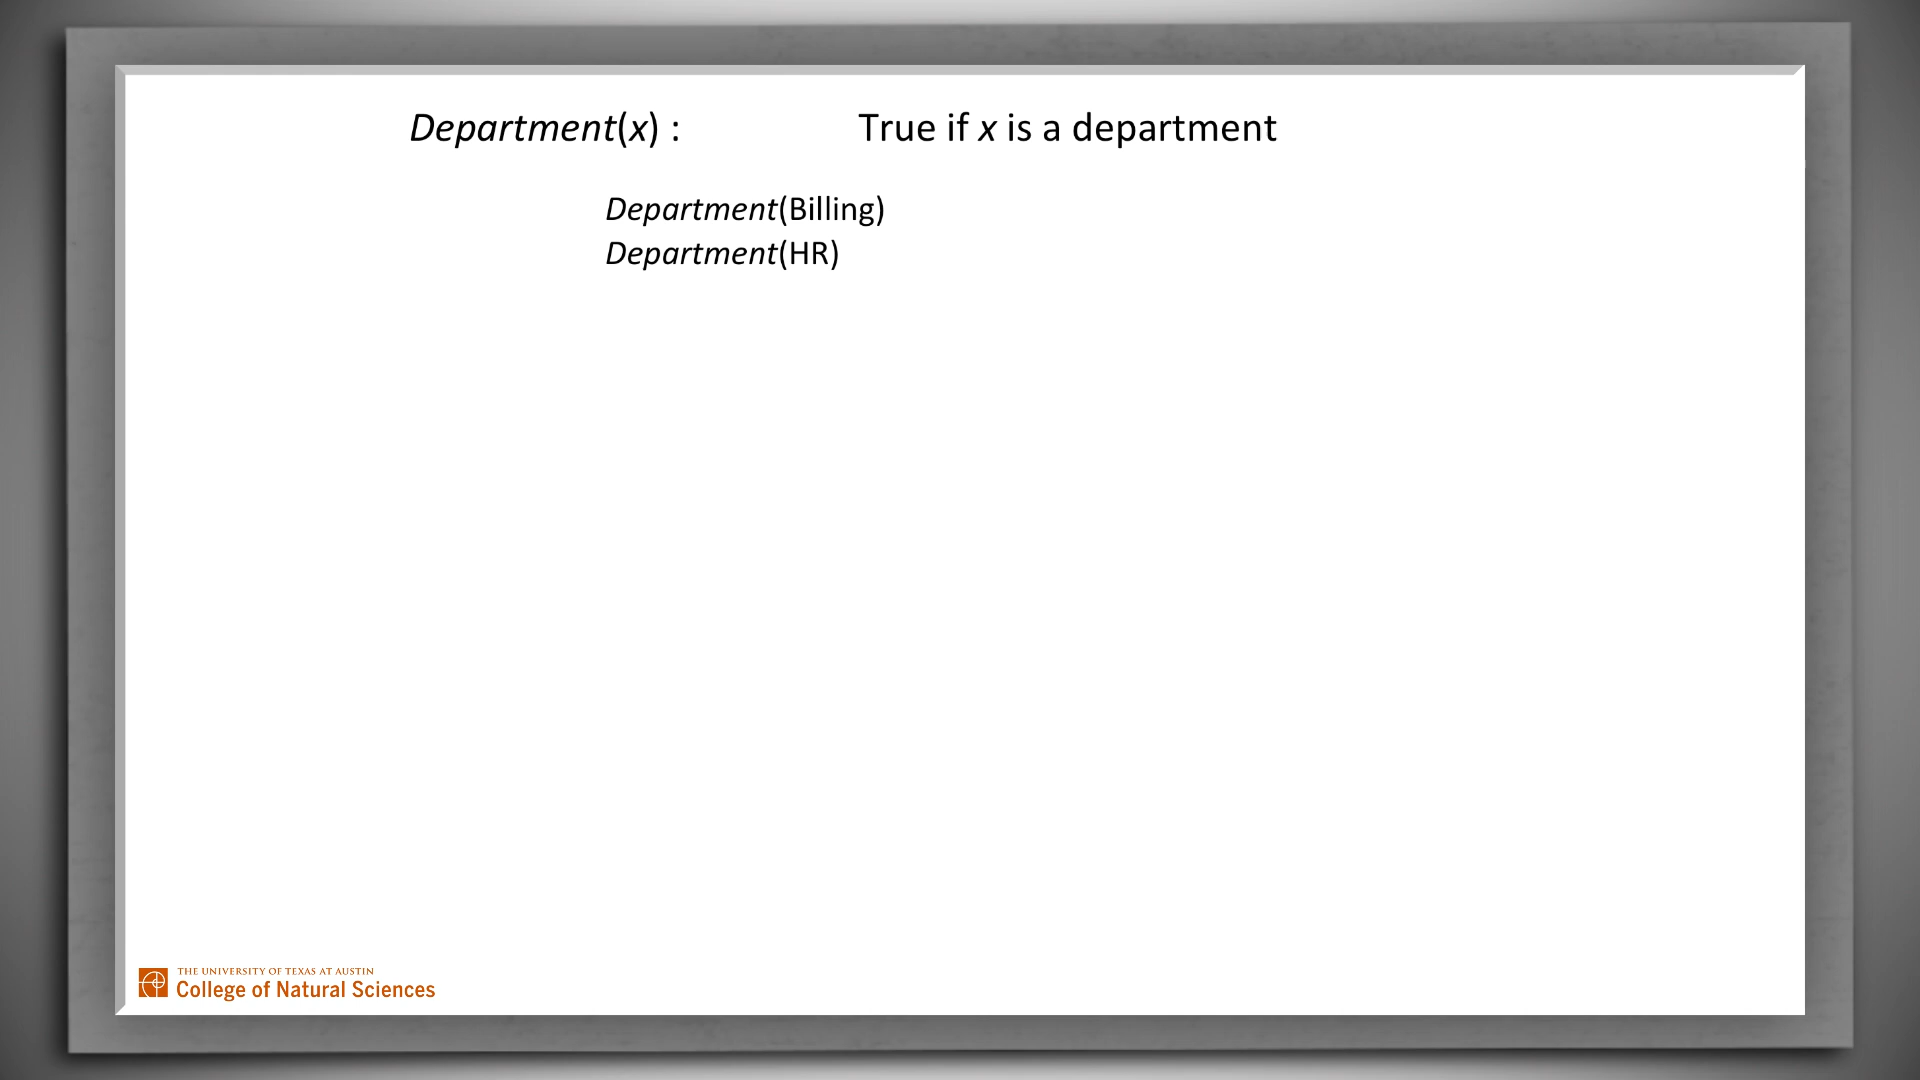 Department(x) : True if x is a department
Department(Billing)
Department(HR)
THE UNIVERSITY OF TEXAS AT AUSTIN
College of Natural Sciences